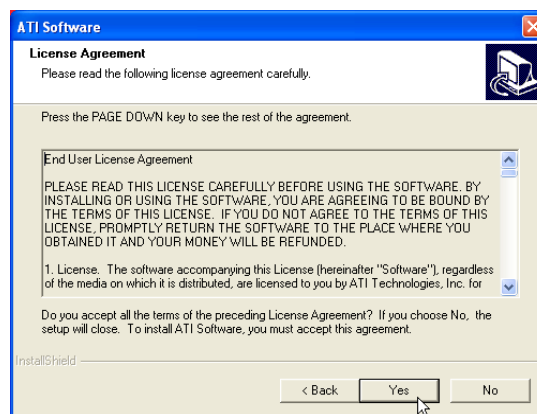 ATI Software
License Agreement
Please read the following license agreement carefully.
Press the PAGE DOWN key to see the rest of the agreement.
End User License Agreement
PLEASE READ THIS LICENSE CAREFULLY BEFORE USING THE SOFTWARE. BY
INSTALLING OR USING THE SOFTWARE, YOU ARE AGREEING TO BE BOUND BY
THE TERMS OF THIS LICENSE. IF YOU DO NOT AGREE TO THE TERMS OF THIS
LICENSE, PROMPTLY RETURN THE SOFTWARE TO THE PLACE WHERE YOU
OBTAINED IT AND YOUR MONEY WILL BE REFUNDED.
1. License. The software accompanying this License (hereinafter "Software"), regardless
of the media on which it is distributed, are licensed to you by ATI Technologies, Inc. for
Do you accept all the terms of the preceding License Agreement? If you choose No, the
setup will close. To install ATI Software, you must accept this agreement.
InstallShield
< Back Yes No